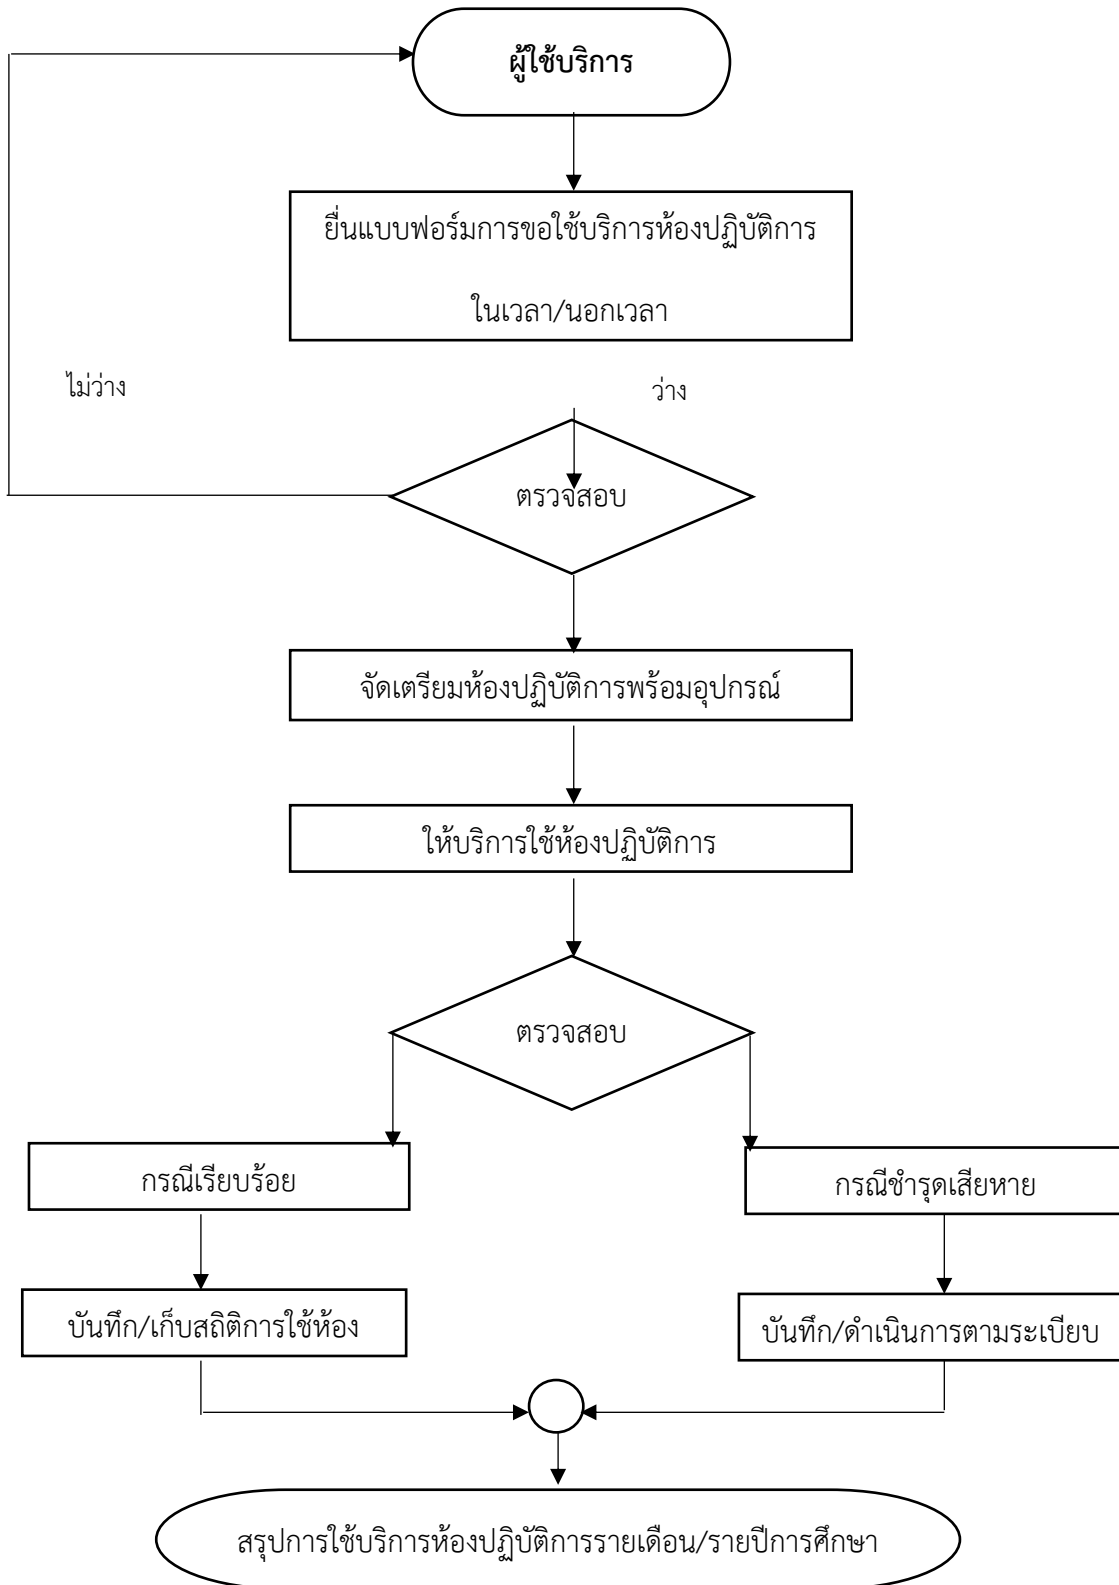 ผู้ใช้บริการ
ยื่นแบบฟอร์มการขอใช้บริการห้องปฏิบัติการ
ในเวลา/นอกเวลา
ไม่ว่าง
ว่าง
ตรวจสอบ
จัดเตรียมห้องปฏิบัติการพร้อมอุปกรณ์
ให้บริการใช้ห้องปฏิบัติการ
ตรวจสอบ
กรณีเรียบร้อย
กรณีชำรุดเสียหาย
บันทึก/เก็บสถิติการใช้ห้อง
บันทึก/ดำเนินการตามระเบียบ
สรุปการใช้บริการห้องปฏิบัติการรายเดือน/รายปีการศึกษา